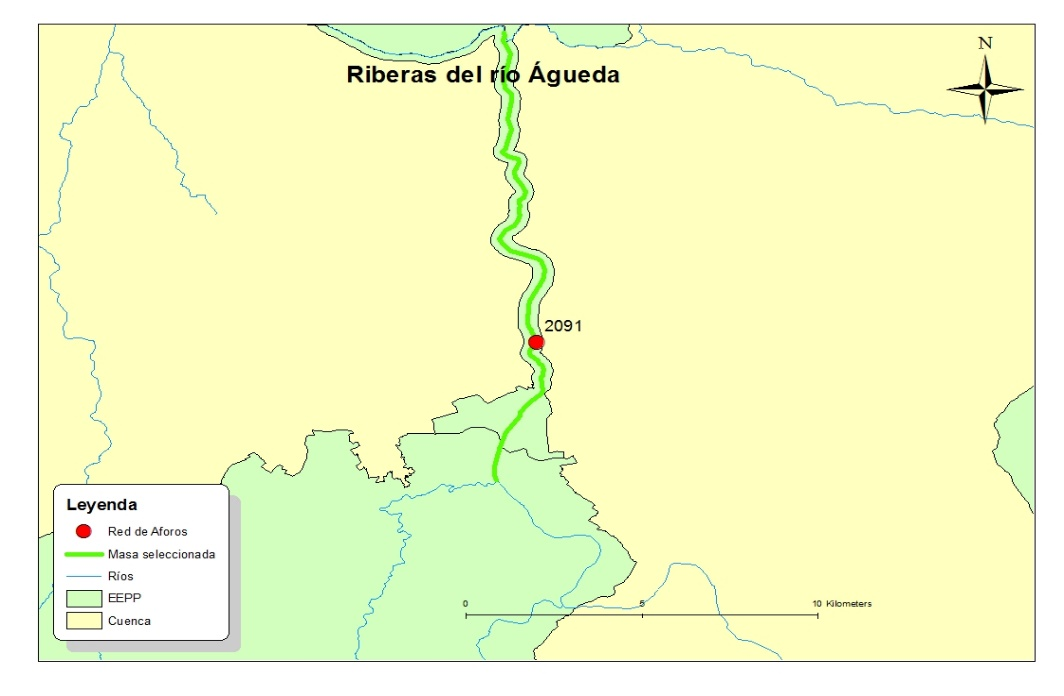 N
Riberas del río Águeda
2091
Leyenda
Red de Aforos
Masa seleccionada
Ríos
EEPP
Cuenca
0 5 10 Kilometers